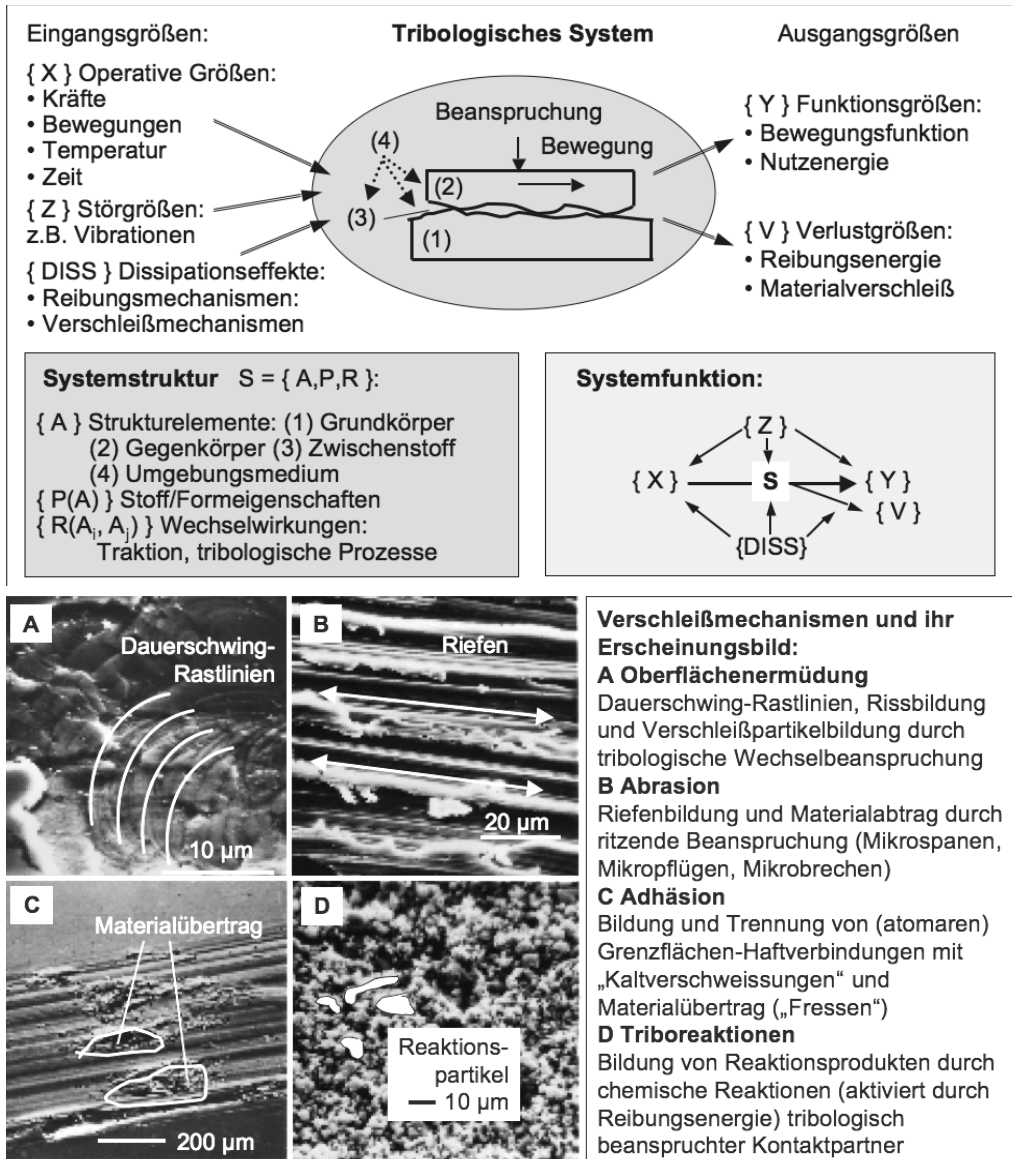 Eingangsgrößen:
Tribologisches System
Ausgangsgrößen
{ X } Operative Größen:
• Kräfte
• Bewegungen
• Temperatur
• Zeit
{ Z } Störgrößen:
z.B. Vibrationen
{ DISS } Dissipationseffekte:
• Reibungsmechanismen:
• Verschleißmechanismen
Beanspruchung
Bewegung
(4)
(2)
(3)
(1)
{ Y } Funktionsgrößen:
• Bewegungsfunktion
• Nutzenergie
{ V } Verlustgrößen:
• Reibungsenergie
• Materialverschleiß
Systemstruktur S = { A,P,R }:
{ A } Strukturelemente: (1) Grundkörper
(2) Gegenkörper (3) Zwischenstoff
(4) Umgebungsmedium
{ P(A) } Stoff/Formeigenschaften
{ R(Ai, Aj) } Wechselwirkungen:
Traktion, tribologische Prozesse
Systemfunktion:
{ Z }
{ X }
S
{ Y }
{ V }
{DISS}
A
Dauerschwing-
Rastlinien
10 µm
B
Riefen
20 µm
C
Materialübertrag
200 µm
D
Reaktions-
partikel
10 µm
Verschleißmechanismen und ihr
Erscheinungsbild:
A Oberflächenermüdung
Dauerschwing-Rastlinien, Rissbildung
und Verschleißpartikelbildung durch
tribologische Wechselbeanspruchung
B Abrasion
Riefenbildung und Materialabtrag durch
ritzende Beanspruchung (Mikrospanen,
Mikropflügen, Mikrobrechen)
C Adhäsion
Bildung und Trennung von (atomaren)
Grenzflächen-Haftverbindungen mit
„Kaltverschweissungen“ und
Materialübertrag („Fressen“)
D Triboreaktionen
Bildung von Reaktionsprodukten durch
chemische Reaktionen (aktiviert durch
Reibungsenergie) tribologisch
beanspruchter Kontaktpartner